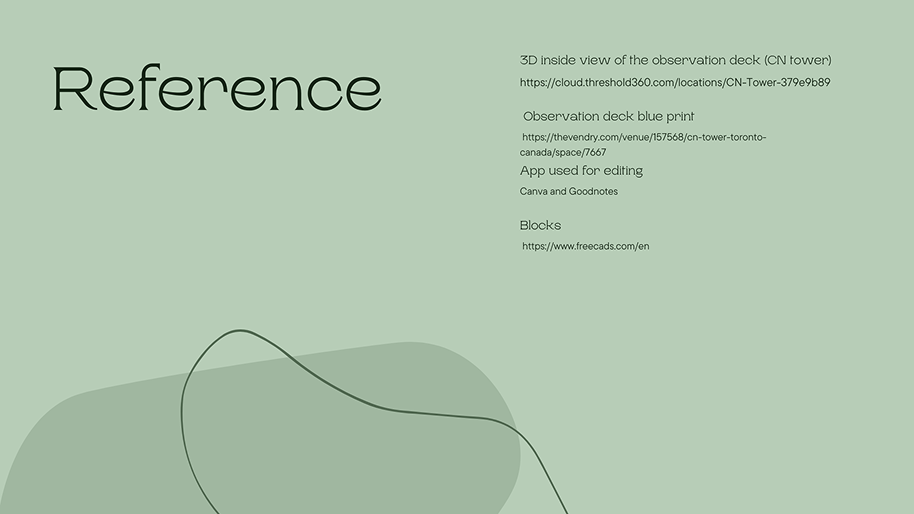 Reference
3D inside view of the observation deck (CN tower)
https://cloud.threshold360.com/locations/CN-Tower-379e9b89
Observation deck blue print
https://thevendry.com/venue/157568/cn-tower-toronto-
canada/space/7667
App used for editing
Canva and Goodnotes
Blocks
https://www.freecads.com/en